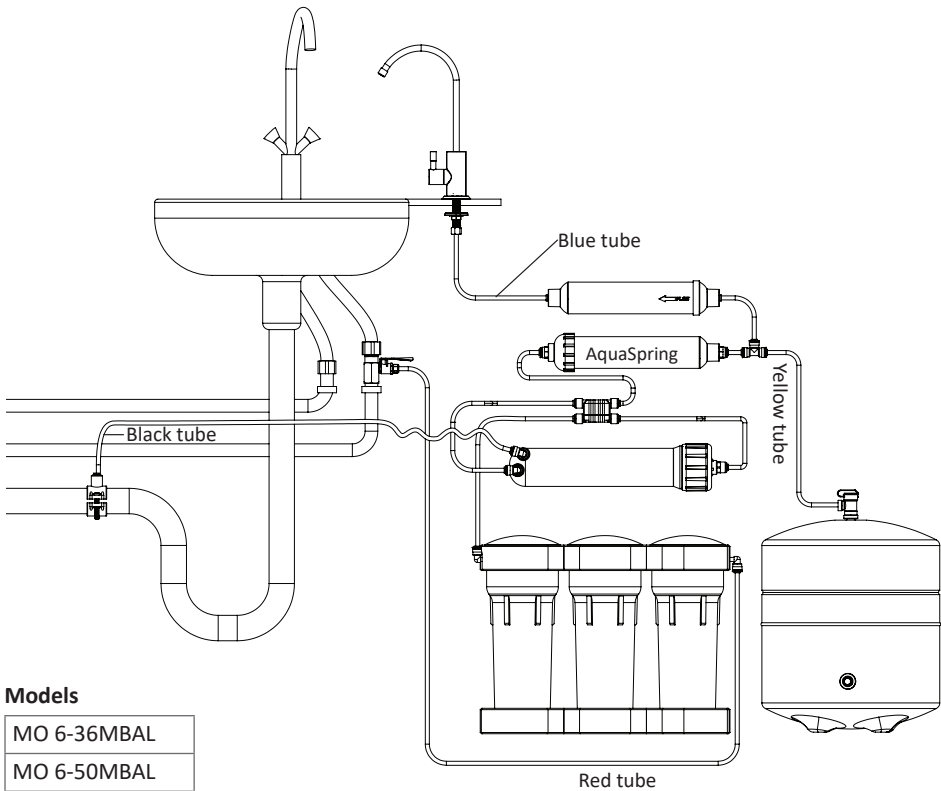 Blue tube
AquaSpring
Yellow tube
Black tube
Models
MO 6-36MBAL
MO 6-50MBAL
Red tube